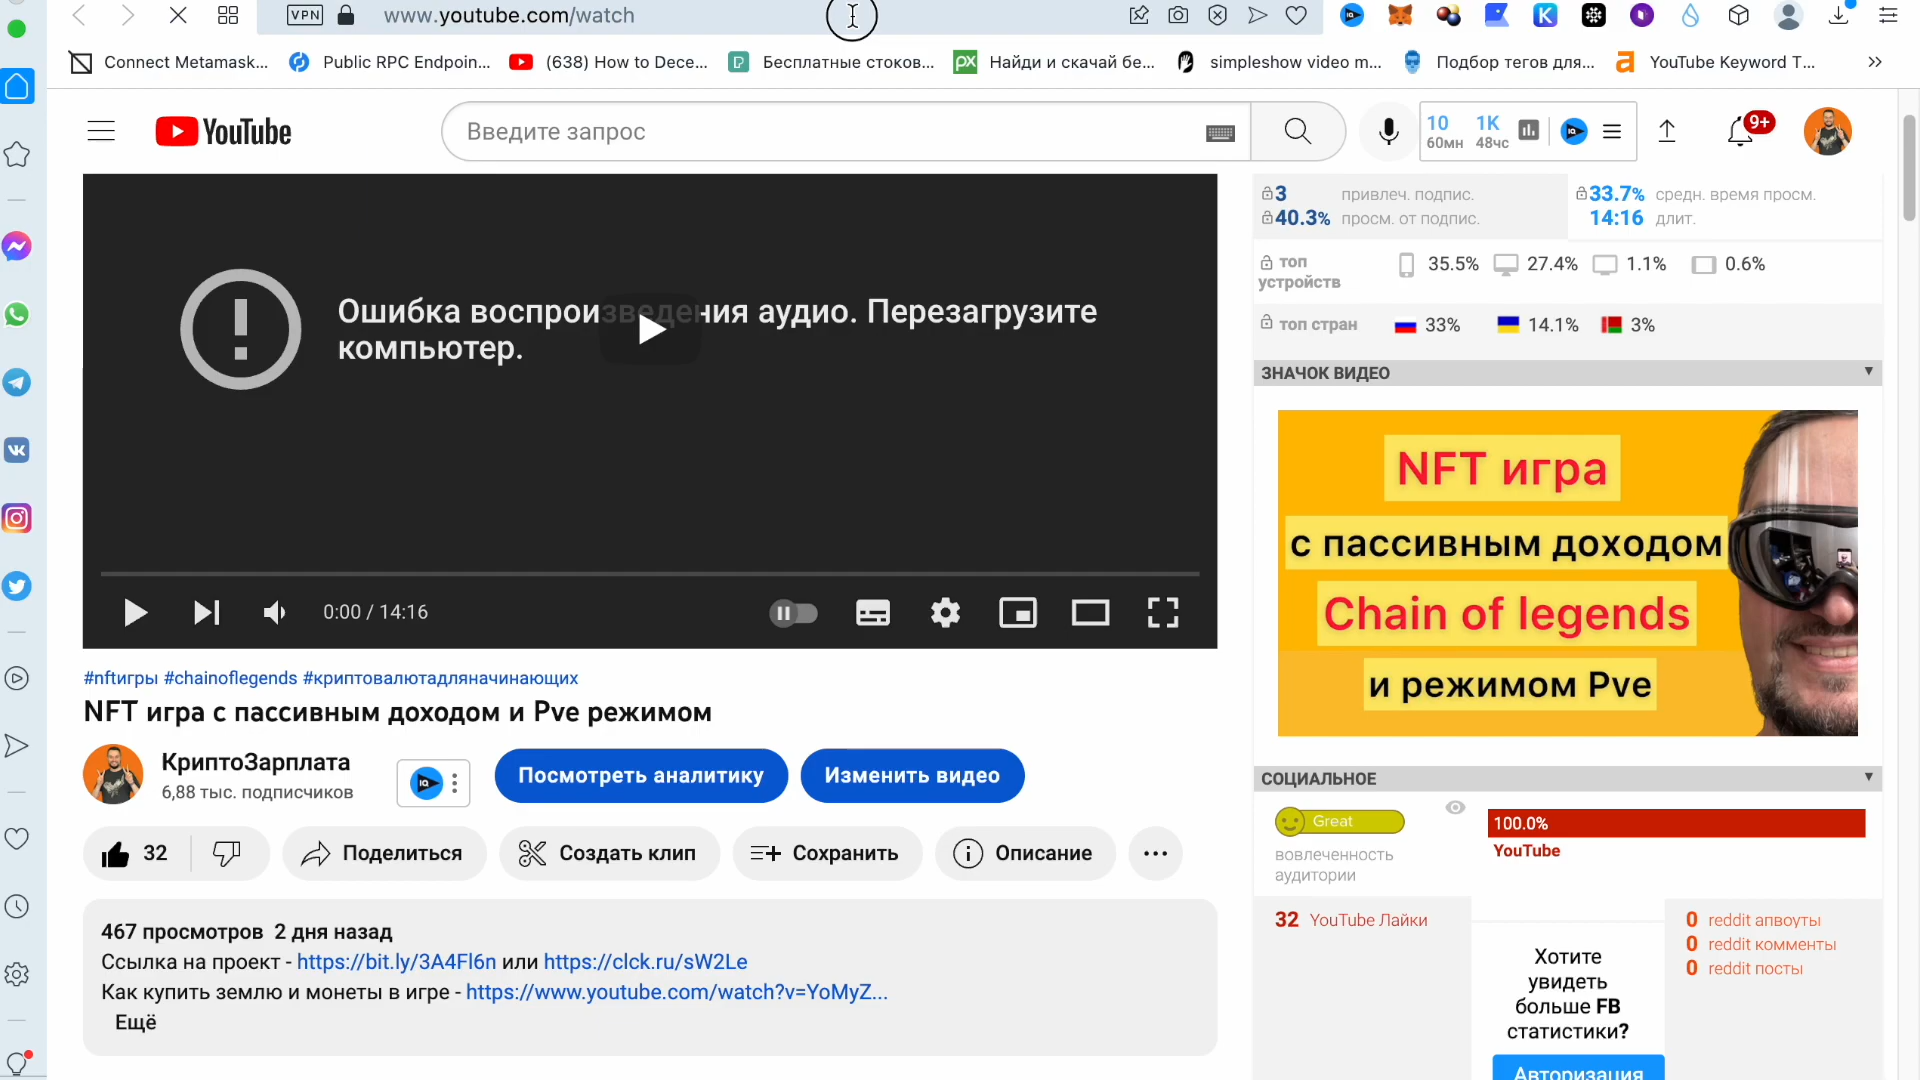 VPN
www.youtube.com/watch
Connect Metamask...
Public RPC Endpoin...
(638) How to Dece...
Бесплатные стоков...
Найди и скачай бе...
simpleshow video m...
Подбор тегов для...
YouTube Keyword T...
YouTube
Введите запрос
10
60мн
1K
48чс
9+
3 привлеч. подпис.
40.3% просм. от подпис.
33.7% средн. время просм.
14:16 длит.
топ устройств
35.5% 27.4% 1.1% 0.6%
топ стран
33% 14.1% 3%
Ошибка воспроизведения аудио. Перезагрузите
компьютер.
0:00 / 14:16
ЗНАЧОК ВИДЕО
NFT игра
с пассивным доходом
Chain of legends
и режимом Pve
#nftигры #chainoflegends #криптовалютадляначинающих
NFT игра с пассивным доходом и Pve режимом
КриптоЗарплата
6,88 тыс. подписчиков
Посмотреть аналитику
Изменить видео
32
Поделиться
Создать клип
Сохранить
Описание
467 просмотров 2 дня назад
Ссылка на проект - https://bit.ly/3A4Fl6n или https://clck.ru/sW2Le
Как купить землю и монеты в игре - https://www.youtube.com/watch?v=YoMyZ...
Ещё
СОЦИАЛЬНОЕ
Great
вовлеченность
аудитории
100.0%
YouTube
32 YouTube Лайки
Хотите
увидеть
больше FB
статистики?
Авторизация
0 reddit апвоуты
0 reddit комменты
0 reddit посты